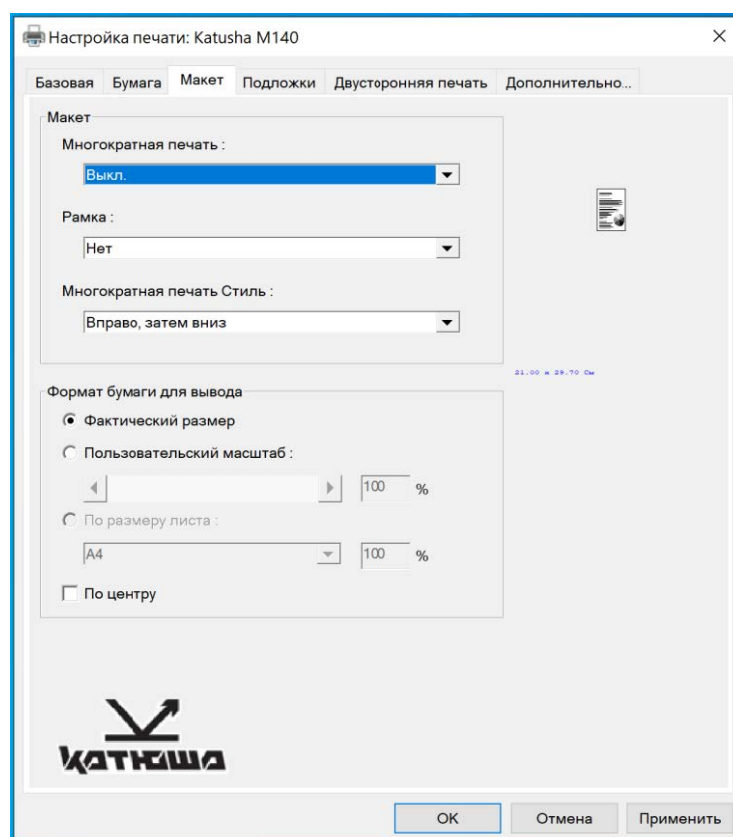 Настройка печати: Katusha M140
Базовая Бумага Макет Подложки Двусторонняя печать Дополнительно...
Макет
Многократная печать :
Выкл.
Рамка :
Нет
Многократная печать Стиль :
Вправо, затем вниз
21.00 x 29.70 См
Формат бумаги для вывода
Фактический размер
Пользовательский масштаб :
100 %
По размеру листа :
A4 100 %
По центру
Катюша
OK Отмена Применить